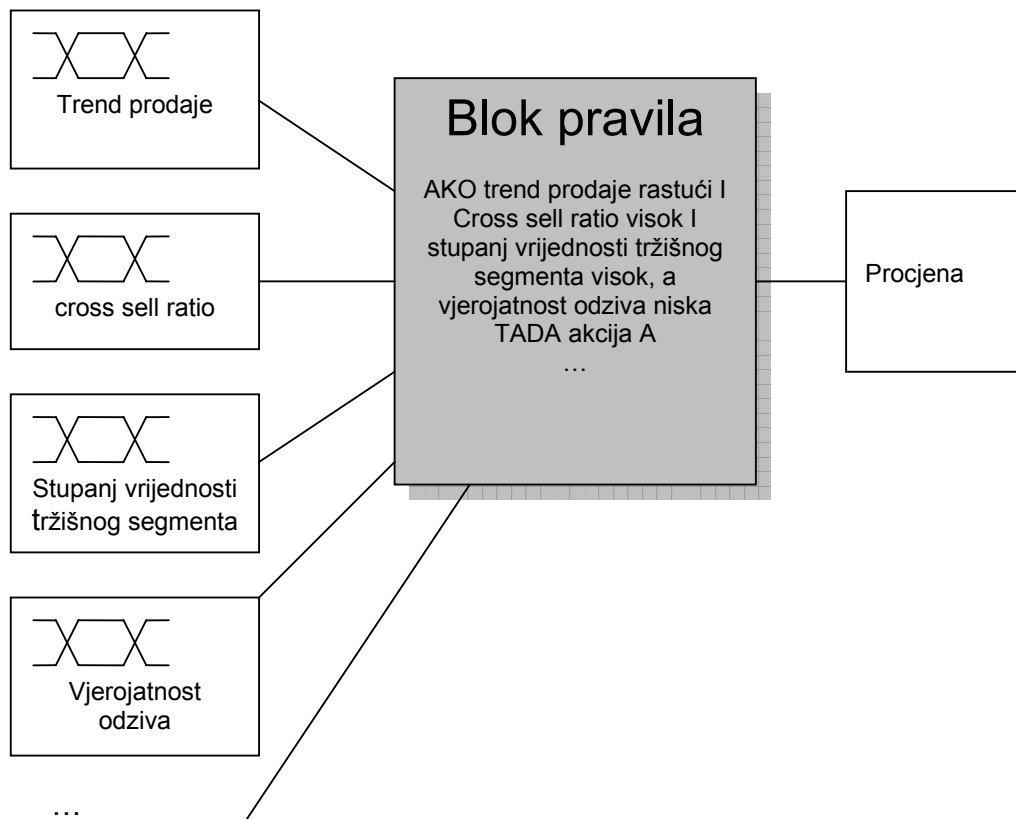 Trend prodaje
cross sell ratio
Stupanj vrijednosti
tržišnog segmenta
Vjerojatnost
odziva
...
Blok pravila
AKO trend prodaje rastući I
Cross sell ratio visok I
stupanj vrijednosti tržišnog
segmenta visok, a
vjerojatnost odziva niska
TADA akcija A
...
Procjena